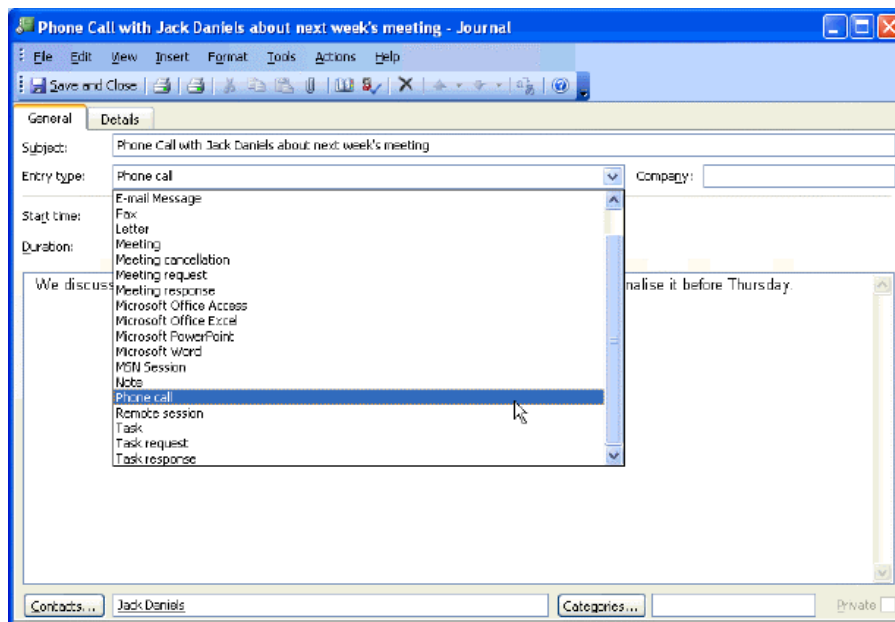 Phone Call with Jack Daniels about next week's meeting - Journal
File Edit View Insert Format Tools Actions Help
Save and Close
General Details
Subject: Phone Call with Jack Daniels about next week's meeting
Entry type: Phone call Company:
E-mail Message
Start time: Fax
Letter
Duration: Meeting
Meeting cancellation
Meeting request
We discuss nalise it before Thursday.
Meeting response
Microsoft Office Access
Microsoft Office Excel
Microsoft PowerPoint
Microsoft Word
MSN Session
Note
Phone call
Remote session
Task
Task request
Task response
Contacts... Jack Daniels Categories... Private